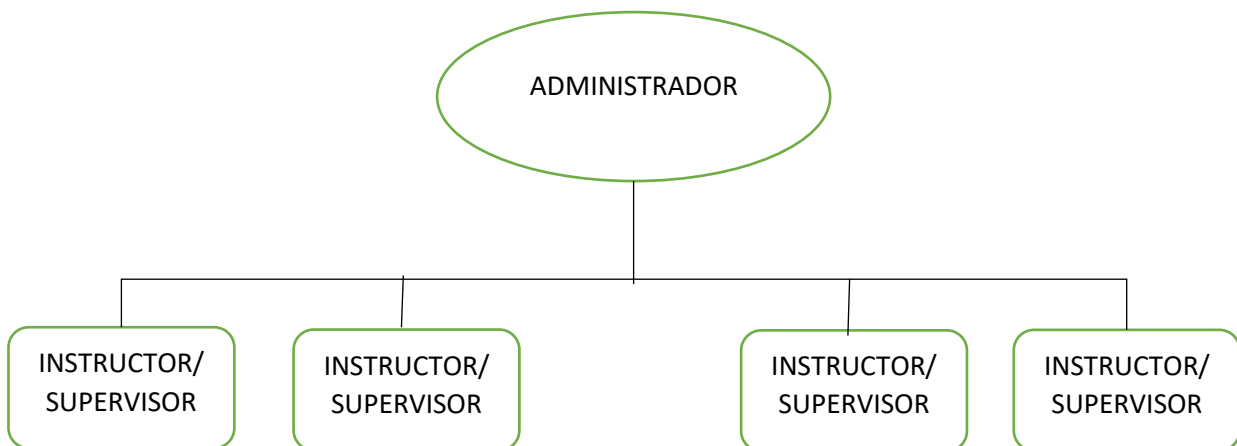 ADMINISTRADOR
INSTRUCTOR/
SUPERVISOR
INSTRUCTOR/
SUPERVISOR
INSTRUCTOR/
SUPERVISOR
INSTRUCTOR/
SUPERVISOR